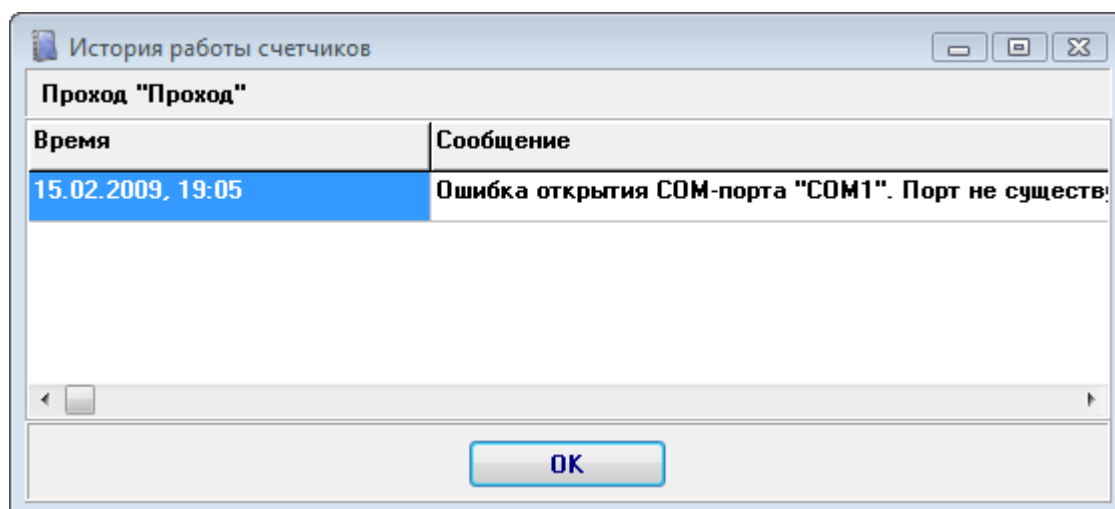 История работы счетчиков
Проход "Проход"
Время Сообщение
15.02.2009, 19:05 Ошибка открытия COM-порта "COM1". Порт не существ
OK